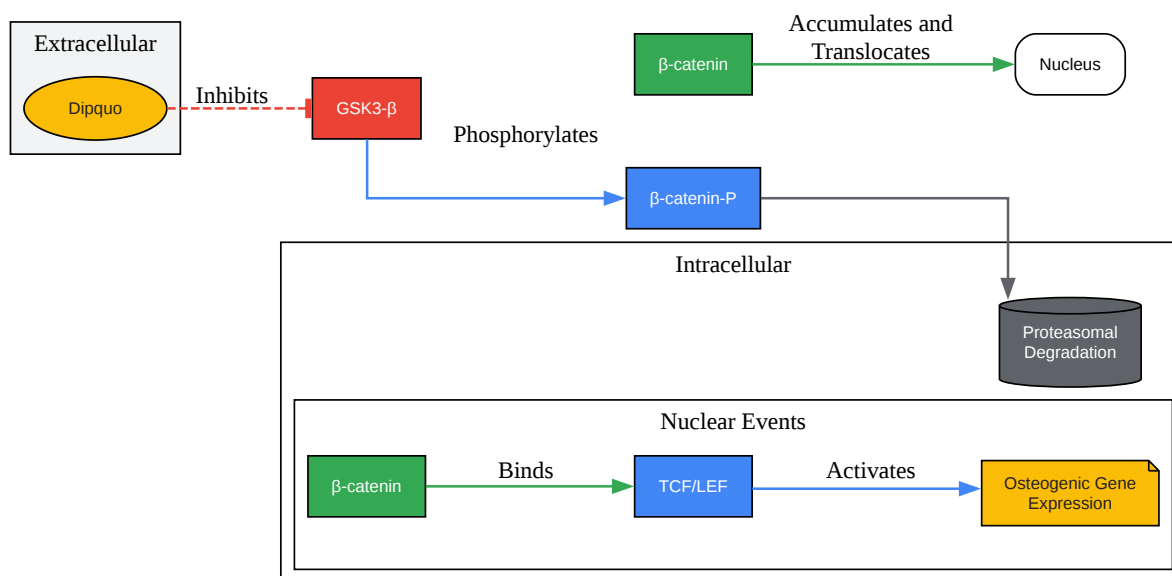 Extracellular
Dipquo
Inhibits
GSK3-β
Phosphorylates
β-catenin
Accumulates and
Translocates
Nucleus
β-catenin-P
Intracellular
Proteasomal
Degradation
Nuclear Events
β-catenin
Binds
TCF/LEF
Activates
Osteogenic Gene
Expression